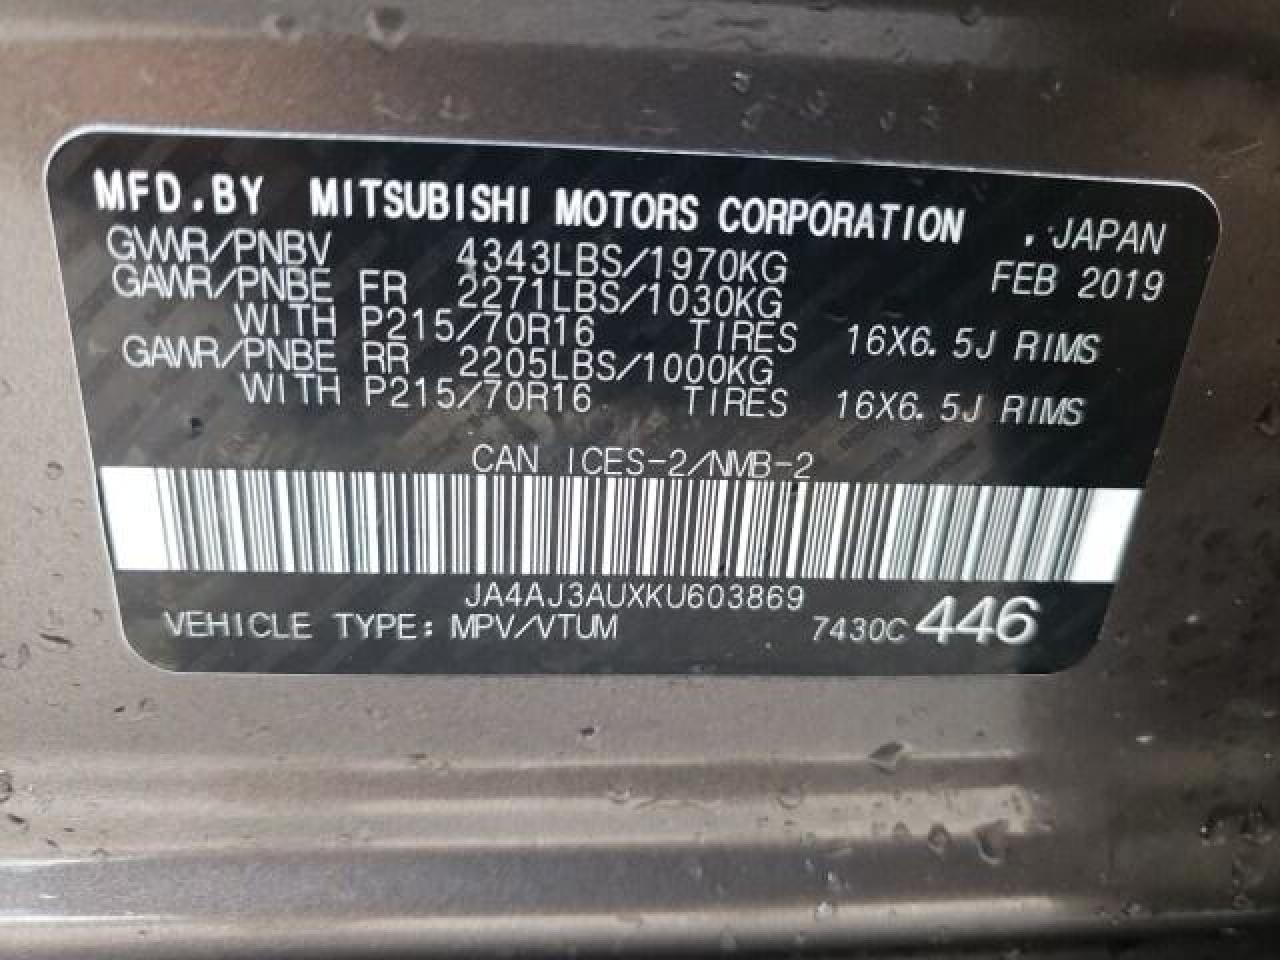 MFD.BY MITSUBISHI MOTORS CORPORATION . JAPAN
GVWR/PNBV 4343LBS/1970KG FEB 2019
GAWR/PNBE FR 2271LBS/1030KG
WITH P215/70R16 TIRES 16X6.5J RIMS
GAWR/PNBE RR 2205LBS/1000KG
WITH P215/70R16 TIRES 16X6.5J RIMS
CAN ICES-2/NMB-2
JA4AJ3AUXKU603869
VEHICLE TYPE: MPV/VTUM 7430C 446